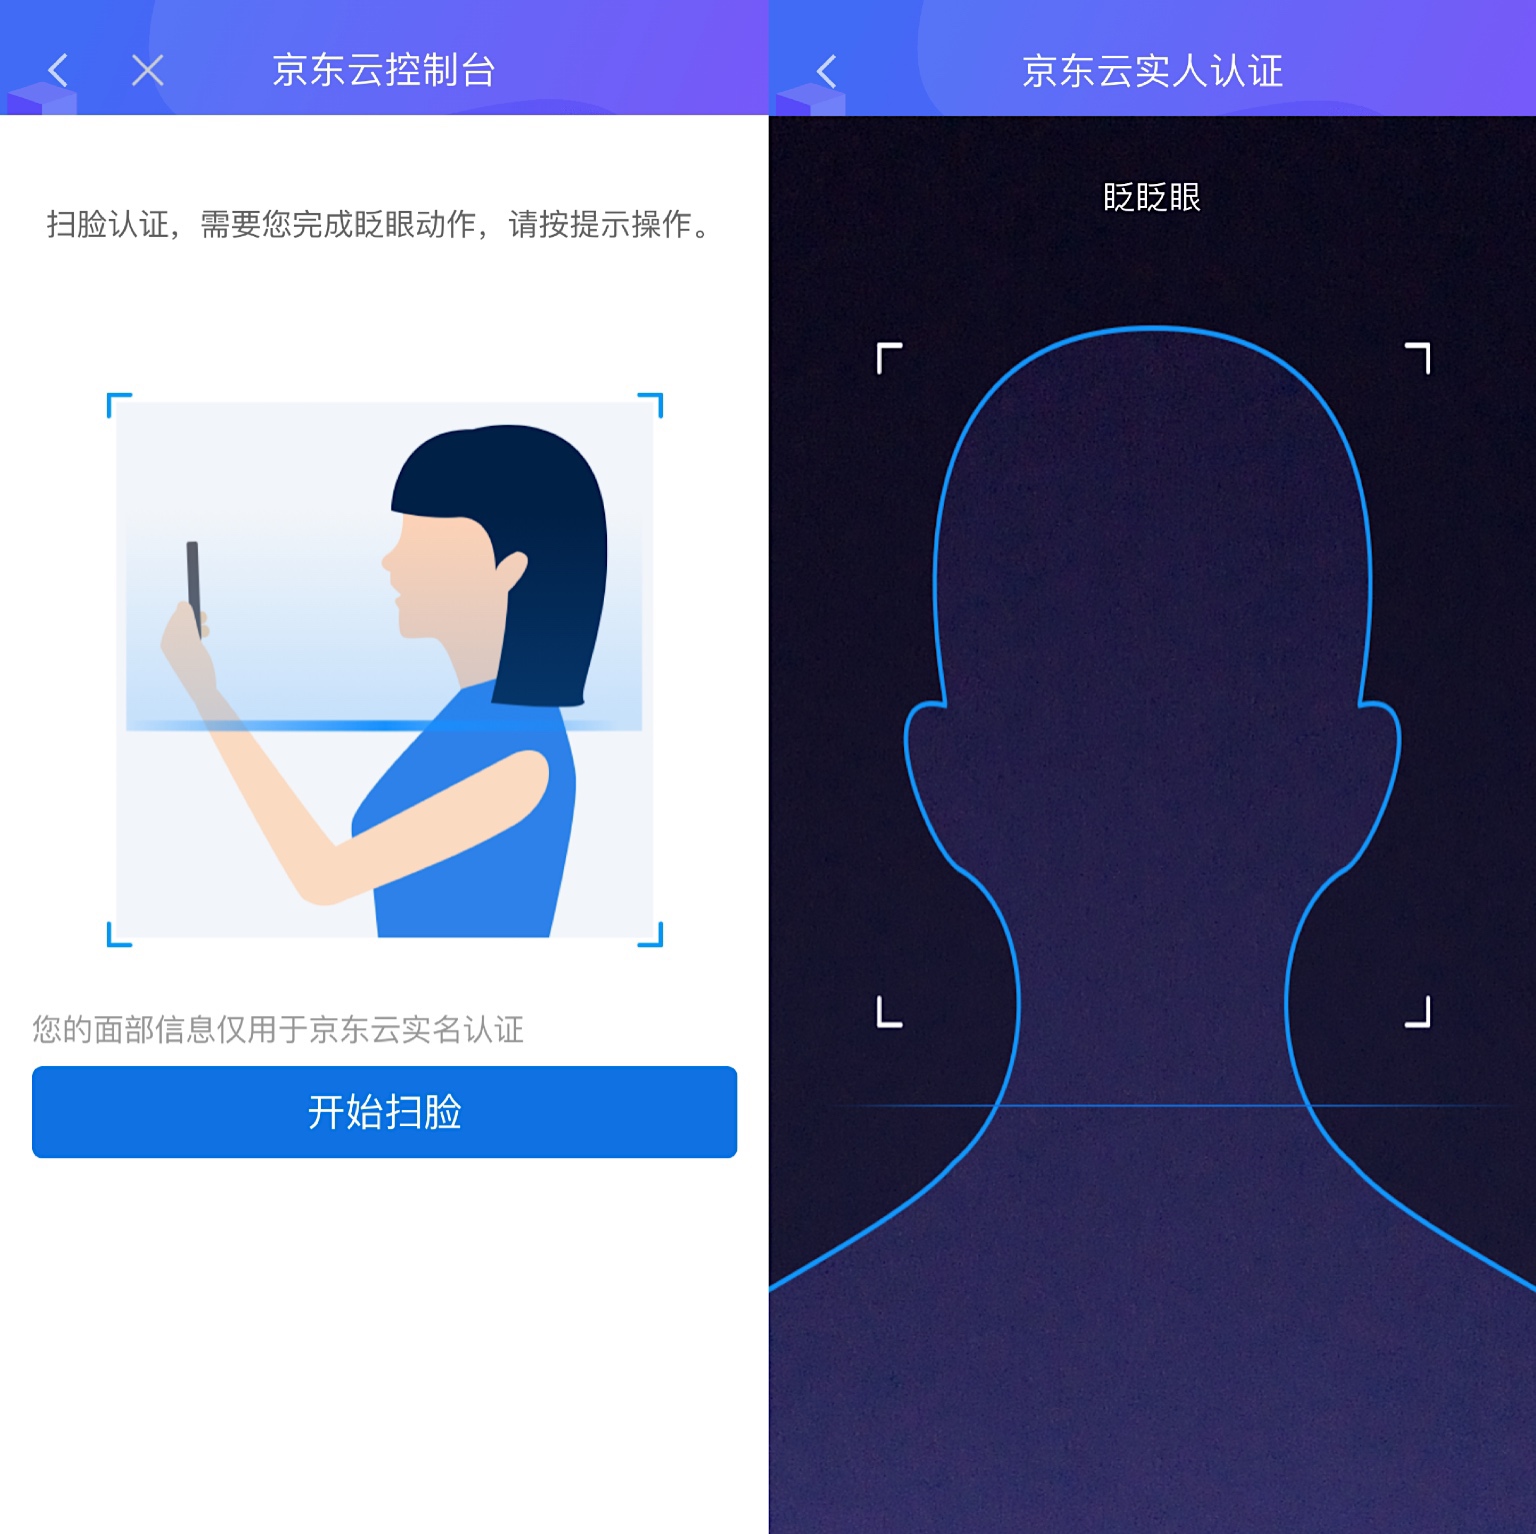 京东云控制台
扫脸认证，需要您完成眨眼动作，请按提示操作。
您的面部信息仅用于京东云实名认证
开始扫脸
京东云实人认证
眨眨眼